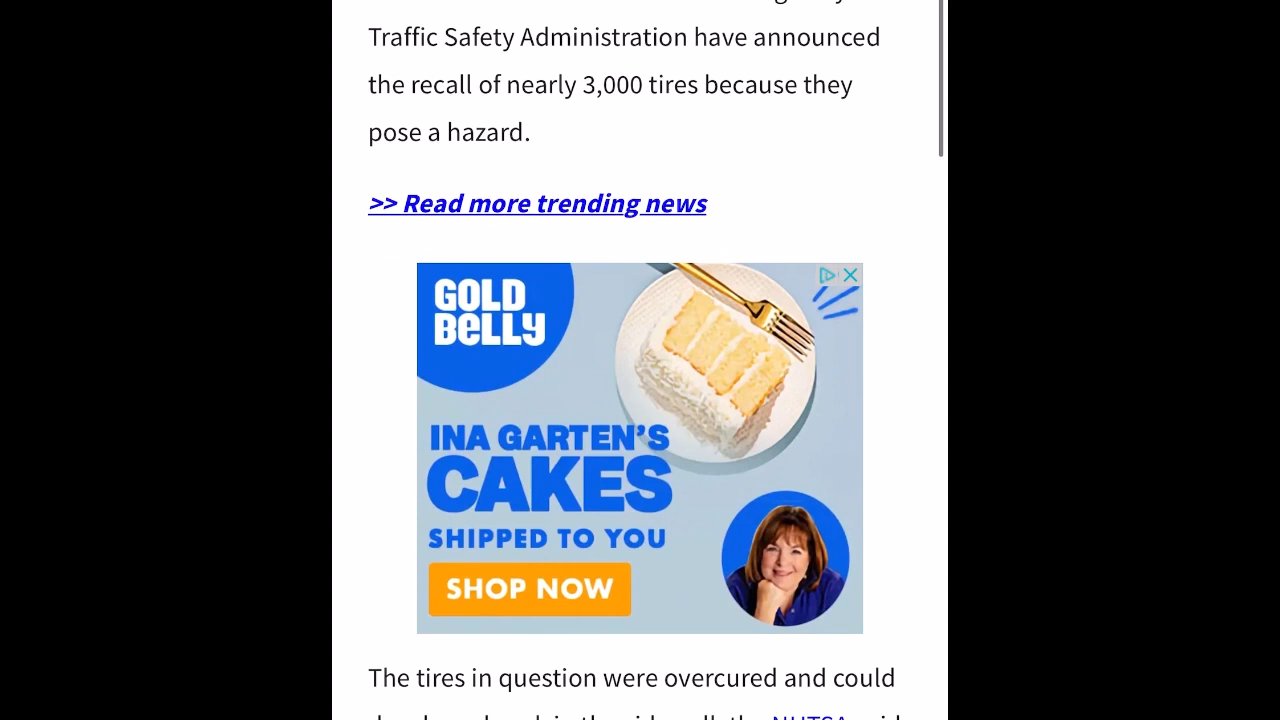 Traffic Safety Administration have announced
the recall of nearly 3,000 tires because they
pose a hazard.
>> Read more trending news
GOLD
BELLY
INA GARTEN'S
CAKES
SHIPPED TO YOU
SHOP NOW
The tires in question were overcured and could